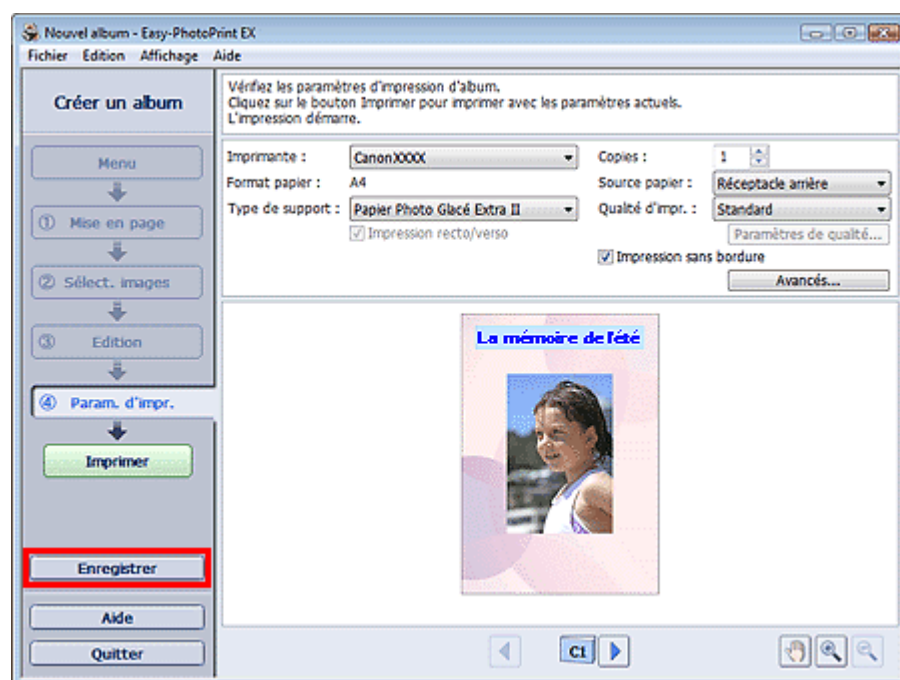 Nouvel album - Easy-PhotoPrint EX
Fichier Edition Affichage Aide
Créer un album
Vérifiez les paramètres d'impression d'album.
Cliquez sur le bouton Imprimer pour imprimer avec les paramètres actuels.
L'impression démarre.
Menu
① Mise en page
② Sélect. images
③ Edition
④ Param. d'impr.
Imprimer
Enregistrer
Aide
Quitter
Imprimante : CanonXXXX
Copies : 1
Format papier : A4
Source papier : Réceptacle arrière
Type de support : Papier Photo Glacé Extra II
Qualité d'impr. : Standard
Impression recto/verso
Paramètres de qualité...
Impression sans bordure
Avancés...
La mémoire de l'été
C1